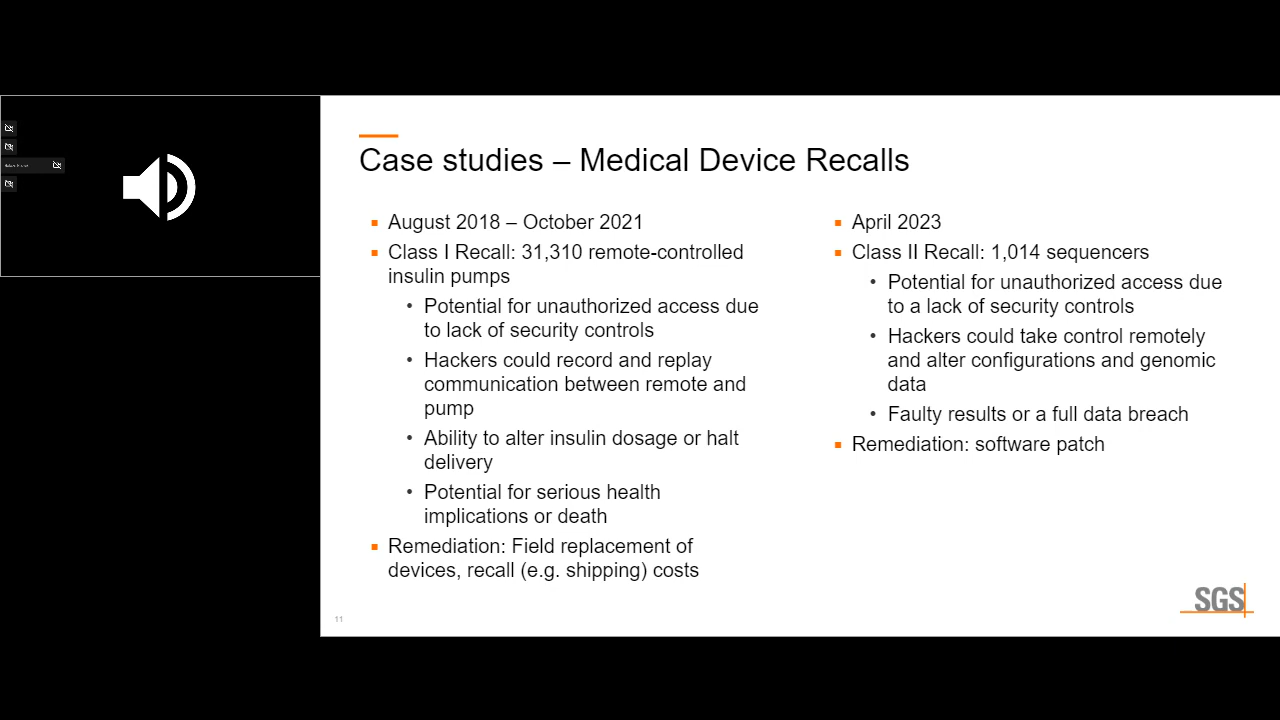 Case studies – Medical Device Recalls
August 2018 – October 2021
Class I Recall: 31,310 remote-controlled
insulin pumps
Potential for unauthorized access due
to lack of security controls
Hackers could record and replay
communication between remote and
pump
Ability to alter insulin dosage or halt
delivery
Potential for serious health
implications or death
Remediation: Field replacement of
devices, recall (e.g. shipping) costs
April 2023
Class II Recall: 1,014 sequencers
Potential for unauthorized access due
to a lack of security controls
Hackers could take control remotely
and alter configurations and genomic
data
Faulty results or a full data breach
Remediation: software patch
11
SGS